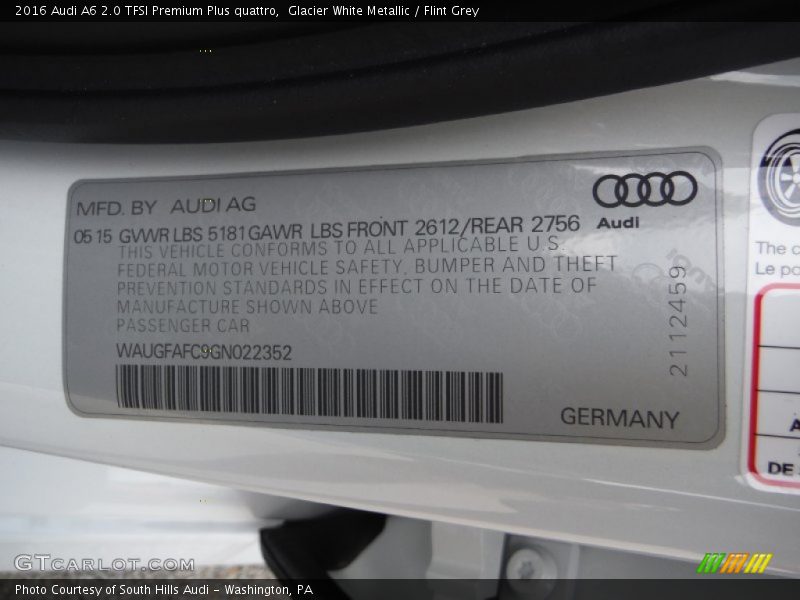 2016 Audi A6 2.0 TFSI Premium Plus quattro,  Glacier White Metallic / Flint Grey
MFD. BY AUDI AG
Audi
05 15 GVWR LBS 5181 GAWR LBS FRONT 2612/REAR 2756
THIS VEHICLE CONFORMS TO ALL APPLICABLE U.S.
FEDERAL MOTOR VEHICLE SAFETY, BUMPER AND THEFT
PREVENTION STANDARDS IN EFFECT ON THE DATE OF
MANUFACTURE SHOWN ABOVE
PASSENGER CAR
WAUGFAFC9GN022352
GERMANY
2112459
The c
Le po
A
DE
GTCARLOT.COM
Photo Courtesy of South Hills Audi - Washington, PA